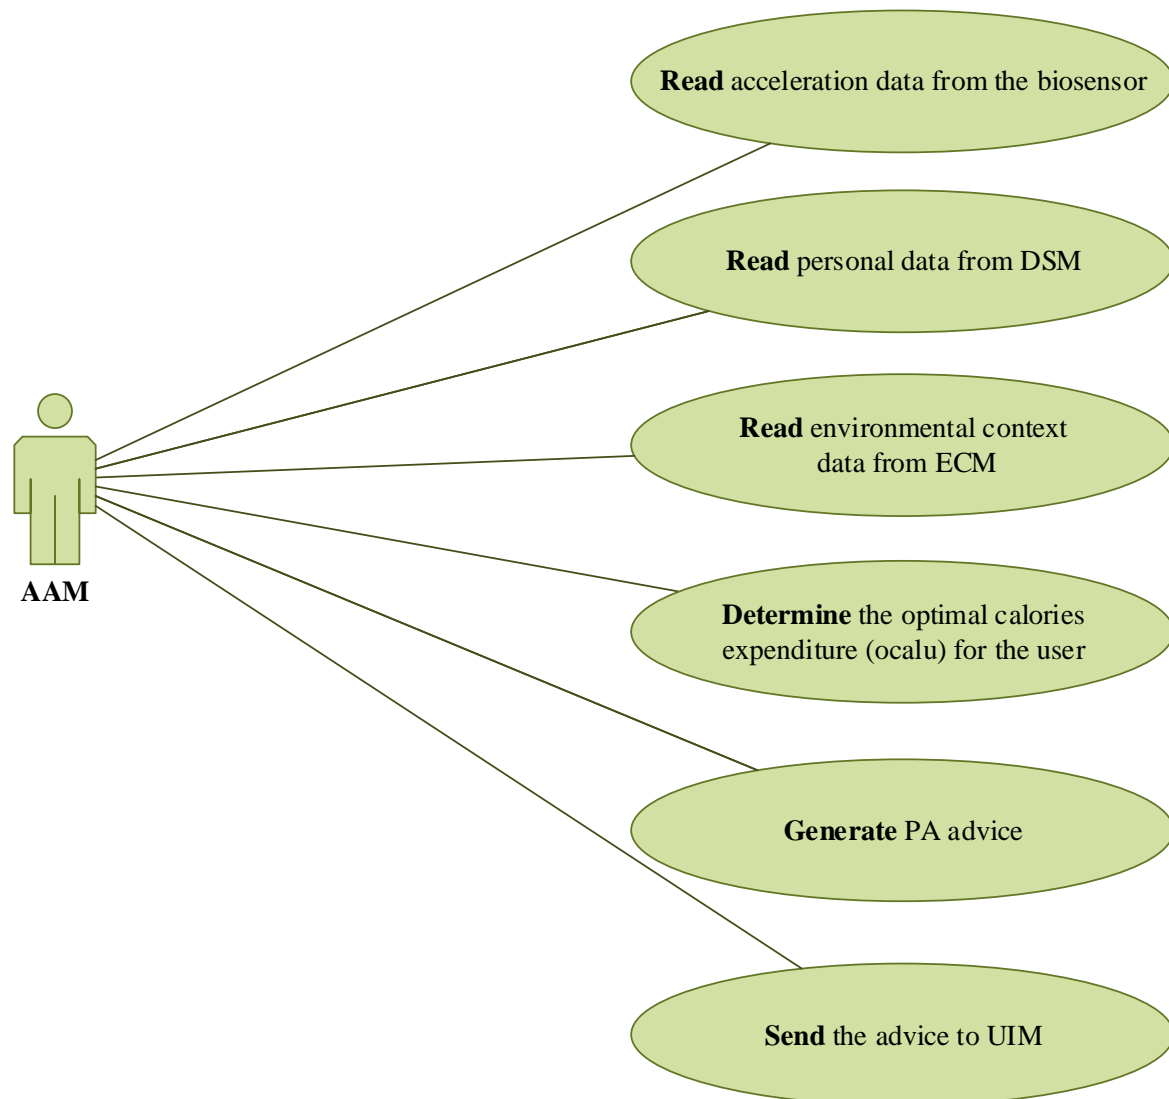 Read acceleration data from the biosensor
Read personal data from DSM
Read environmental context
data from ECM
AAM
Determine the optimal calories
expenditure (ocalu) for the user
Generate PA advice
Send the advice to UIM